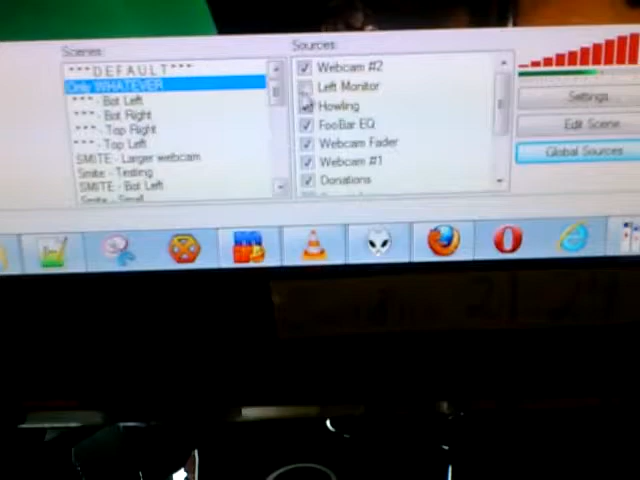 Scenes:
***DEFAULT***
Only WHATEVER
*** - Bot Left
*** - Bot Right
*** - Top Right
*** - Top Left
SMITE - Larger webcam
Smite - Testing
SMITE - Bot Left
Smite - Small
Sources:
Webcam #2
Left Monitor
Howling
FooBar EQ
Webcam Fader
Webcam #1
Donations
Settings
Edit Scene
Global Sources